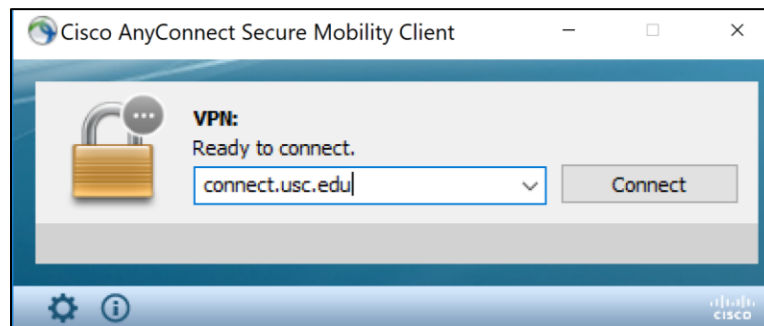 Cisco AnyConnect Secure Mobility Client
VPN:
Ready to connect.
connect.usc.edu
Connect
CISCO